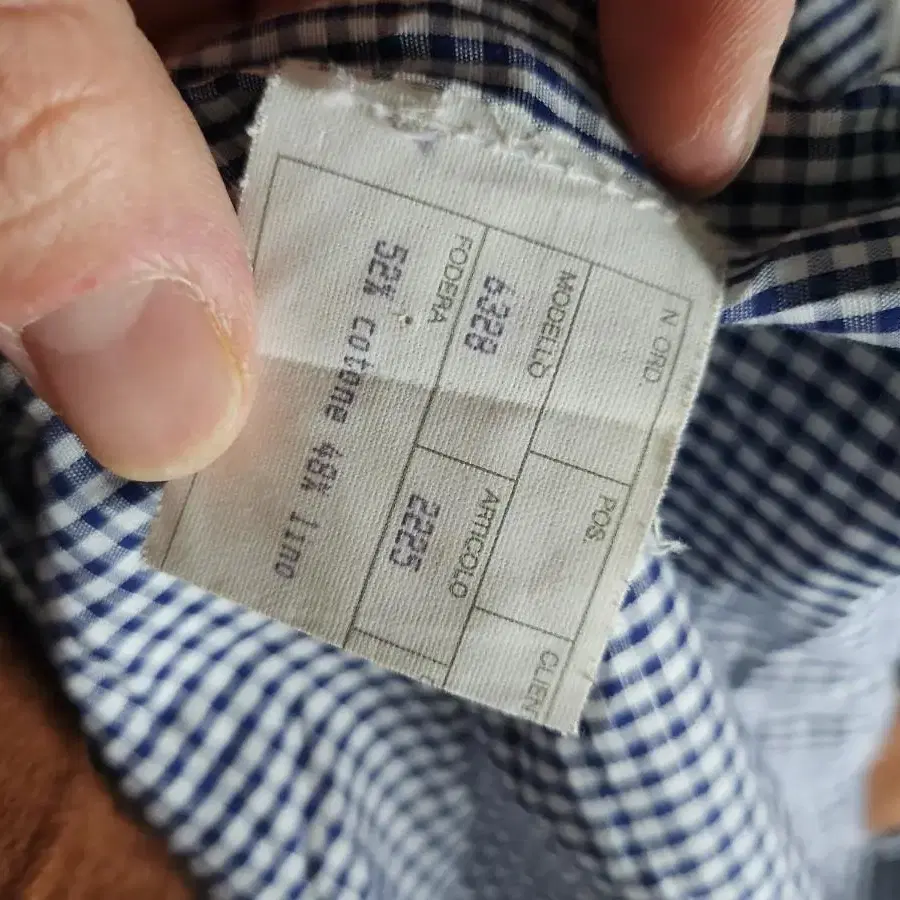 N ORD. POS. CLIEN
MODELLO ARTICOLO
6328 2225
FODERA
52% cotone 48% lino